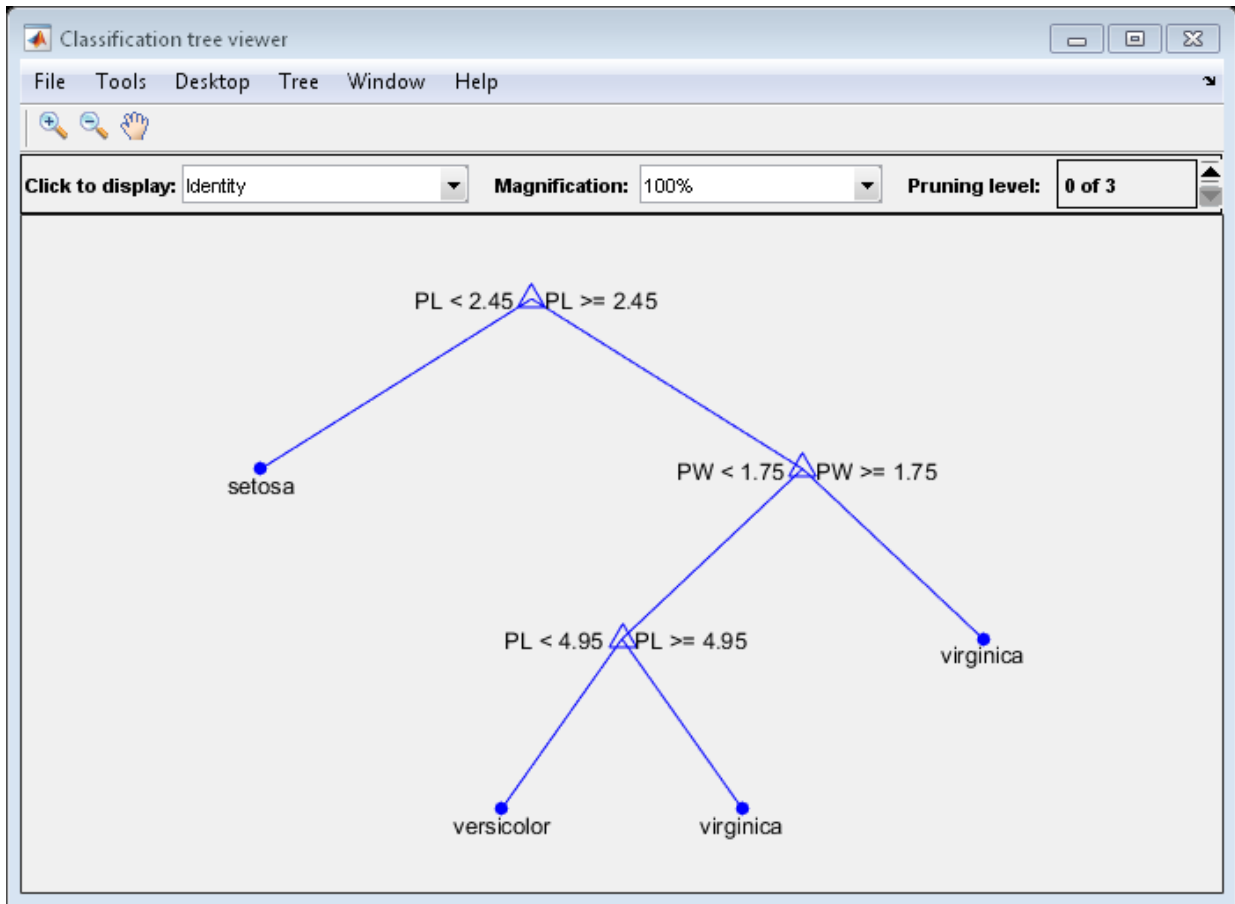 Classification tree viewer
File Tools Desktop Tree Window Help
Click to display: Identity Magnification: 100% Pruning level: 0 of 3
PL < 2.45 PL >= 2.45
setosa
PW < 1.75 PW >= 1.75
PL < 4.95 PL >= 4.95
virginica
versicolor virginica